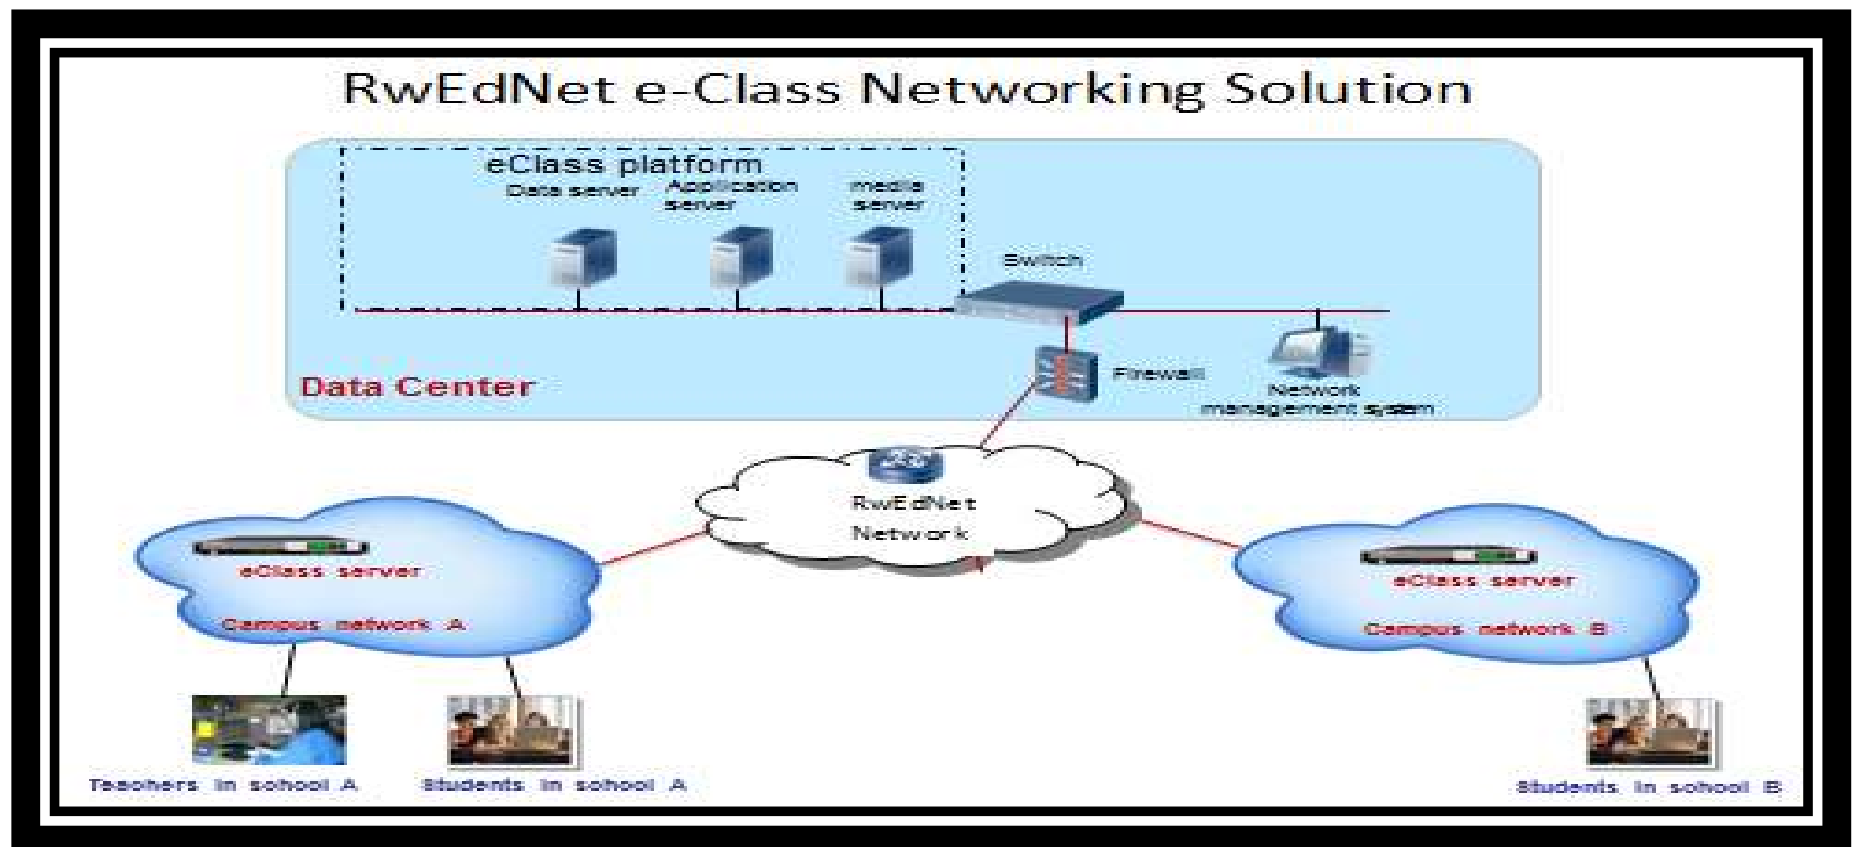 RwEdNet e-Class Networking Solution
eClass platform
Data server
Application
server
media
server
Switch
Firewall
Network
management system
Data Center
RwEdNet
Network
eClass server
Campus network A
eClass server
Campus network B
Teachers in school A
Students in school A
Students in school B